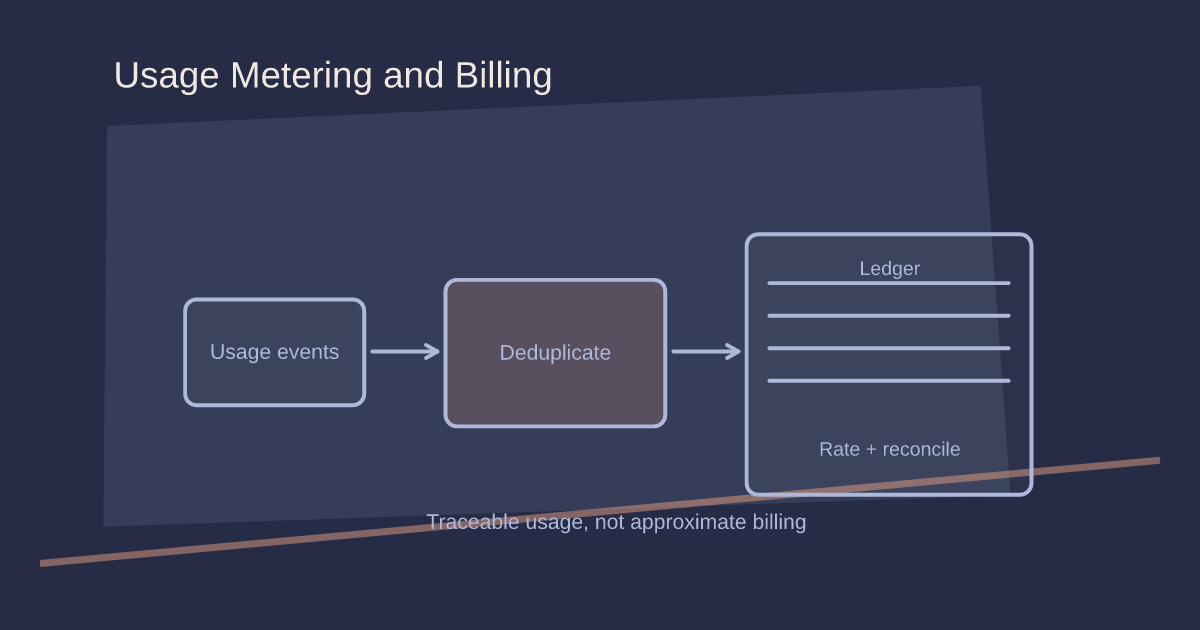 Usage Metering and Billing
Usage events
Deduplicate
Ledger
Rate + reconcile
Traceable usage, not approximate billing